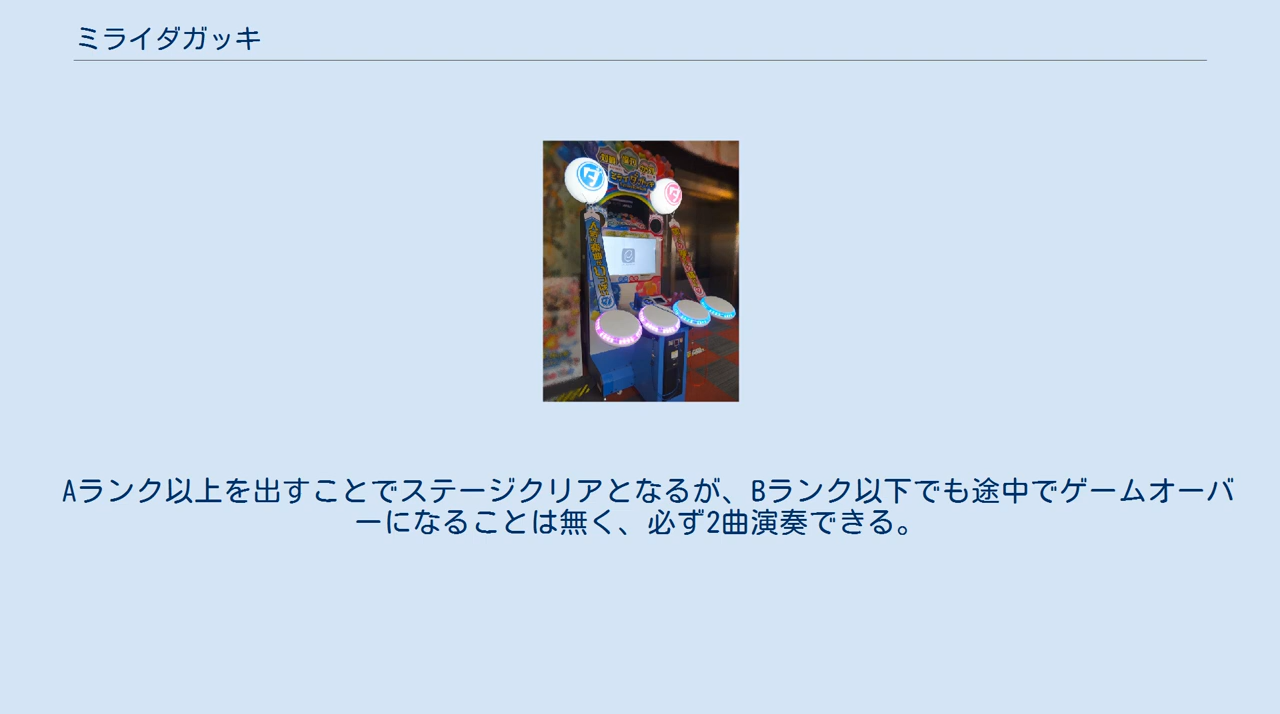 ミライダガッキ
Aランク以上を出すことでステージクリアとなるが、Bランク以下でも途中でゲームオーバ
ーになることは無く、必ず2曲演奏できる。